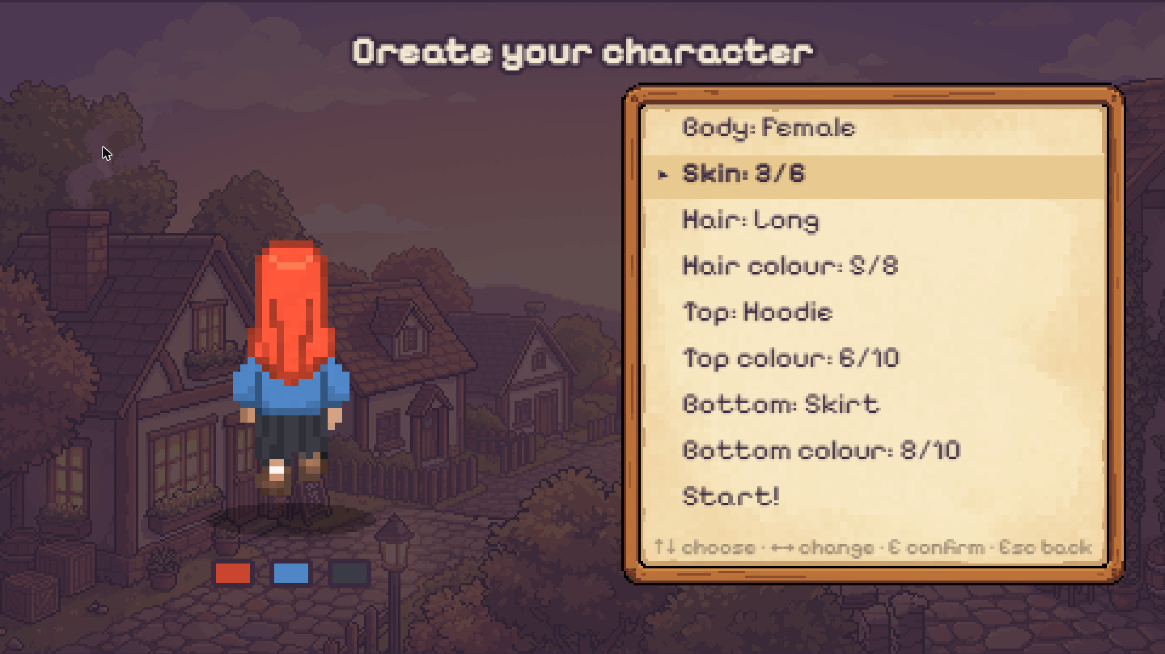 Create your character
Body: Female
▸ Skin: 3/6
Hair: Long
Hair colour: 5/8
Top: Hoodie
Top colour: 6/10
Bottom: Skirt
Bottom colour: 8/10
Start!
↑↓ choose · ↔ change · E confirm · Esc back